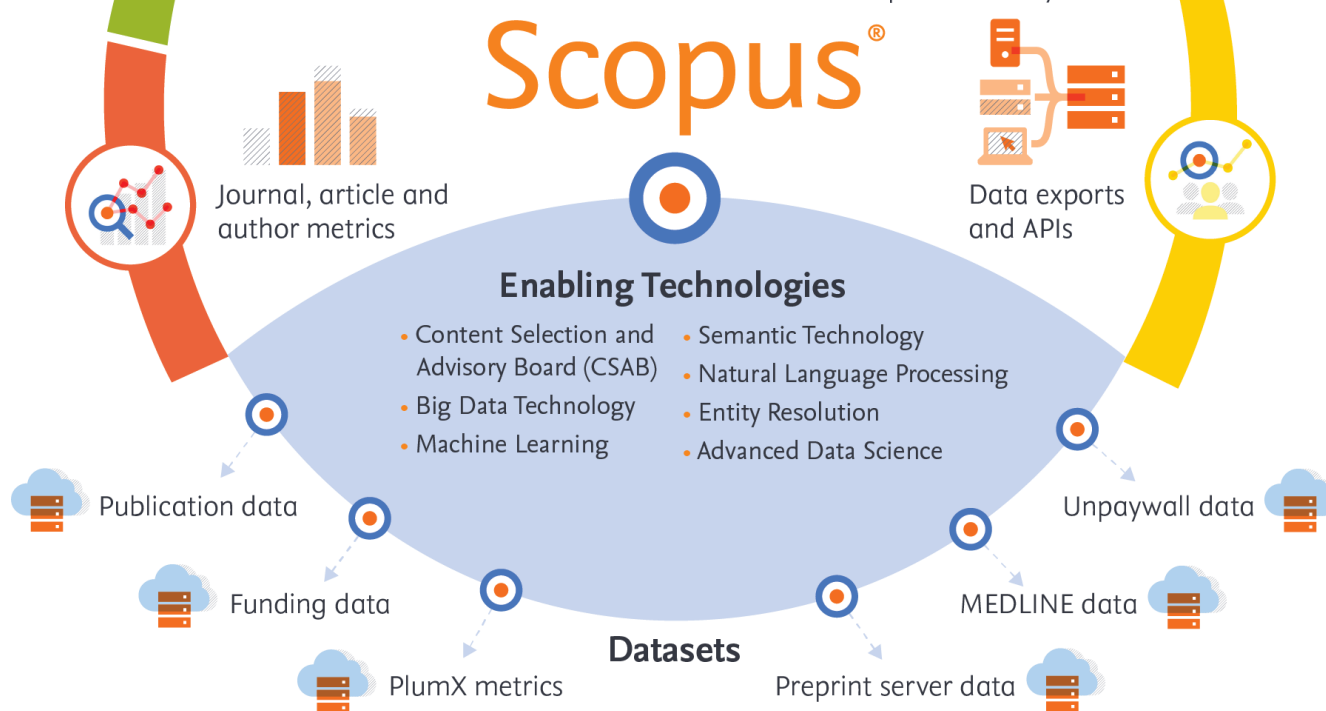 Scopus®
Journal, article and
author metrics
Data exports
and APIs
Enabling Technologies
• Content Selection and
Advisory Board (CSAB)
• Big Data Technology
• Machine Learning
• Semantic Technology
• Natural Language Processing
• Entity Resolution
• Advanced Data Science
Publication data
Funding data
PlumX metrics
Datasets
Preprint server data
MEDLINE data
Unpaywall data